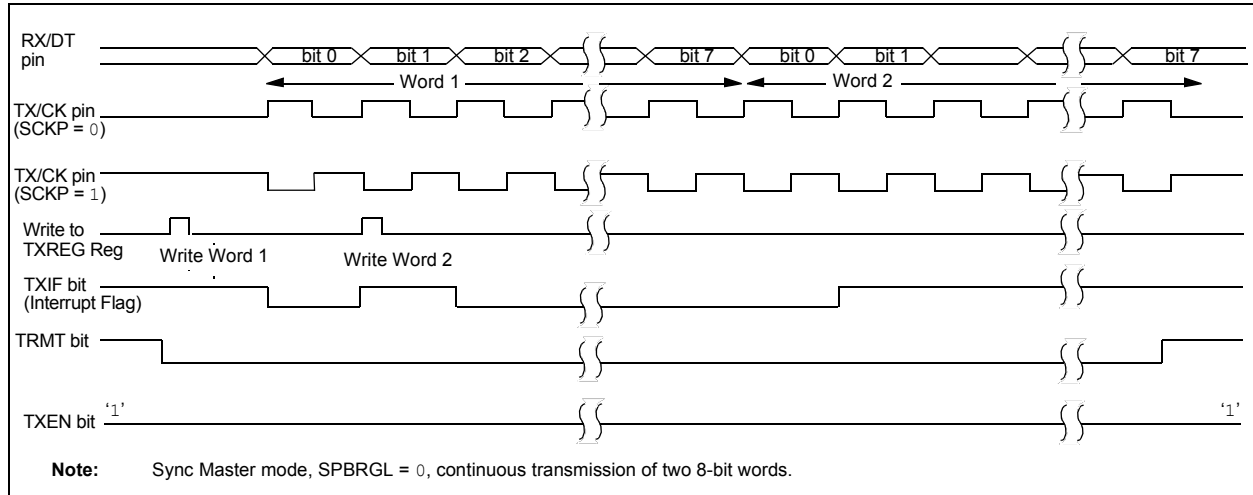 RX/DT
pin
bit 0 bit 1 bit 2 bit 7 bit 0 bit 1 bit 7
Word 1 Word 2
TX/CK pin
(SCKP = 0)
TX/CK pin
(SCKP = 1)
Write to
TXREG Reg
Write Word 1 Write Word 2
TXIF bit
(Interrupt Flag)
TRMT bit
TXEN bit ‘1’ ‘1’
Note: Sync Master mode, SPBRGL = 0, continuous transmission of two 8-bit words.